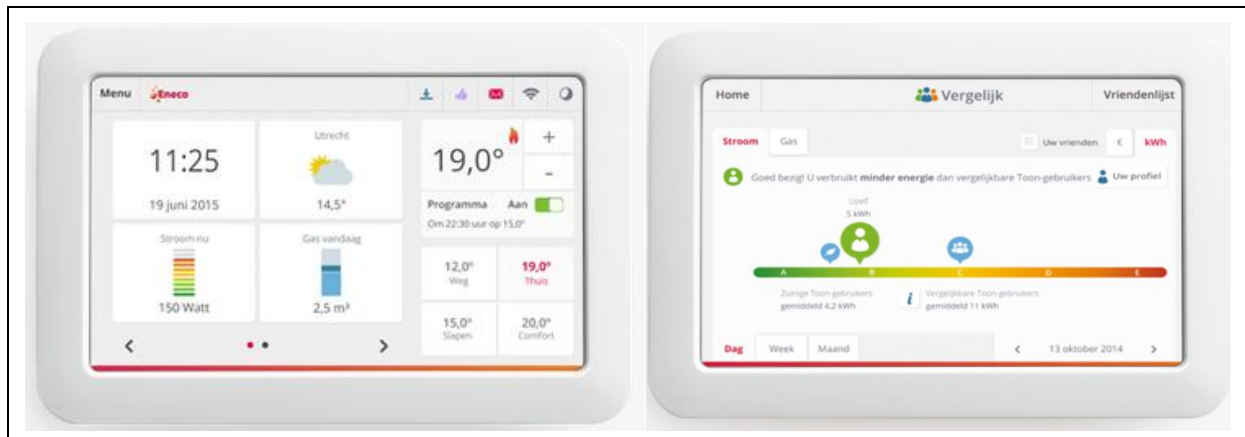 Menu Eneco
11:25
19 juni 2015
Utrecht
14,5°
Stroom nu
150 Watt
Gas vandaag
2,5 m³
19,0°
+
-
Programma Aan
Om 22:30 uur op 15,0°
12,0°
Weg
19,0°
Thuis
15,0°
Slapen
20,0°
Comfort
Home Vergelijk Vriendenlijst
Stroom Gas Uw vrienden € kWh
Goed bezig! U verbruikt minder energie dan vergelijkbare Toon-gebruikers Uw profiel
Uzelf
5 kWh
A B C D E
Zuinige Toon-gebruikers
gemiddeld 4,2 kWh
i
Vergelijkbare Toon-gebruikers
gemiddeld 11 kWh
Dag Week Maand < 13 oktober 2014 >